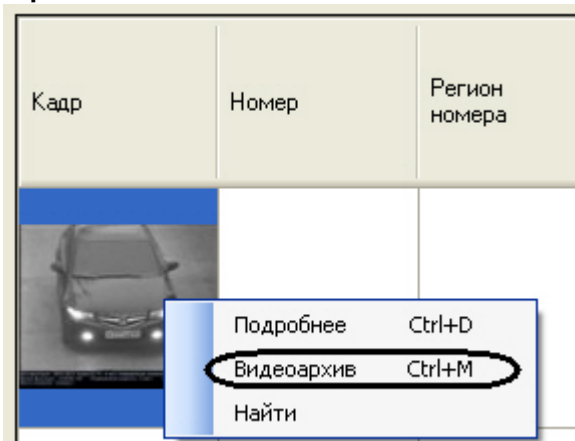 Кадр
Номер
Регион
номера
Подробнее Ctrl+D
Видеоархив Ctrl+M
Найти